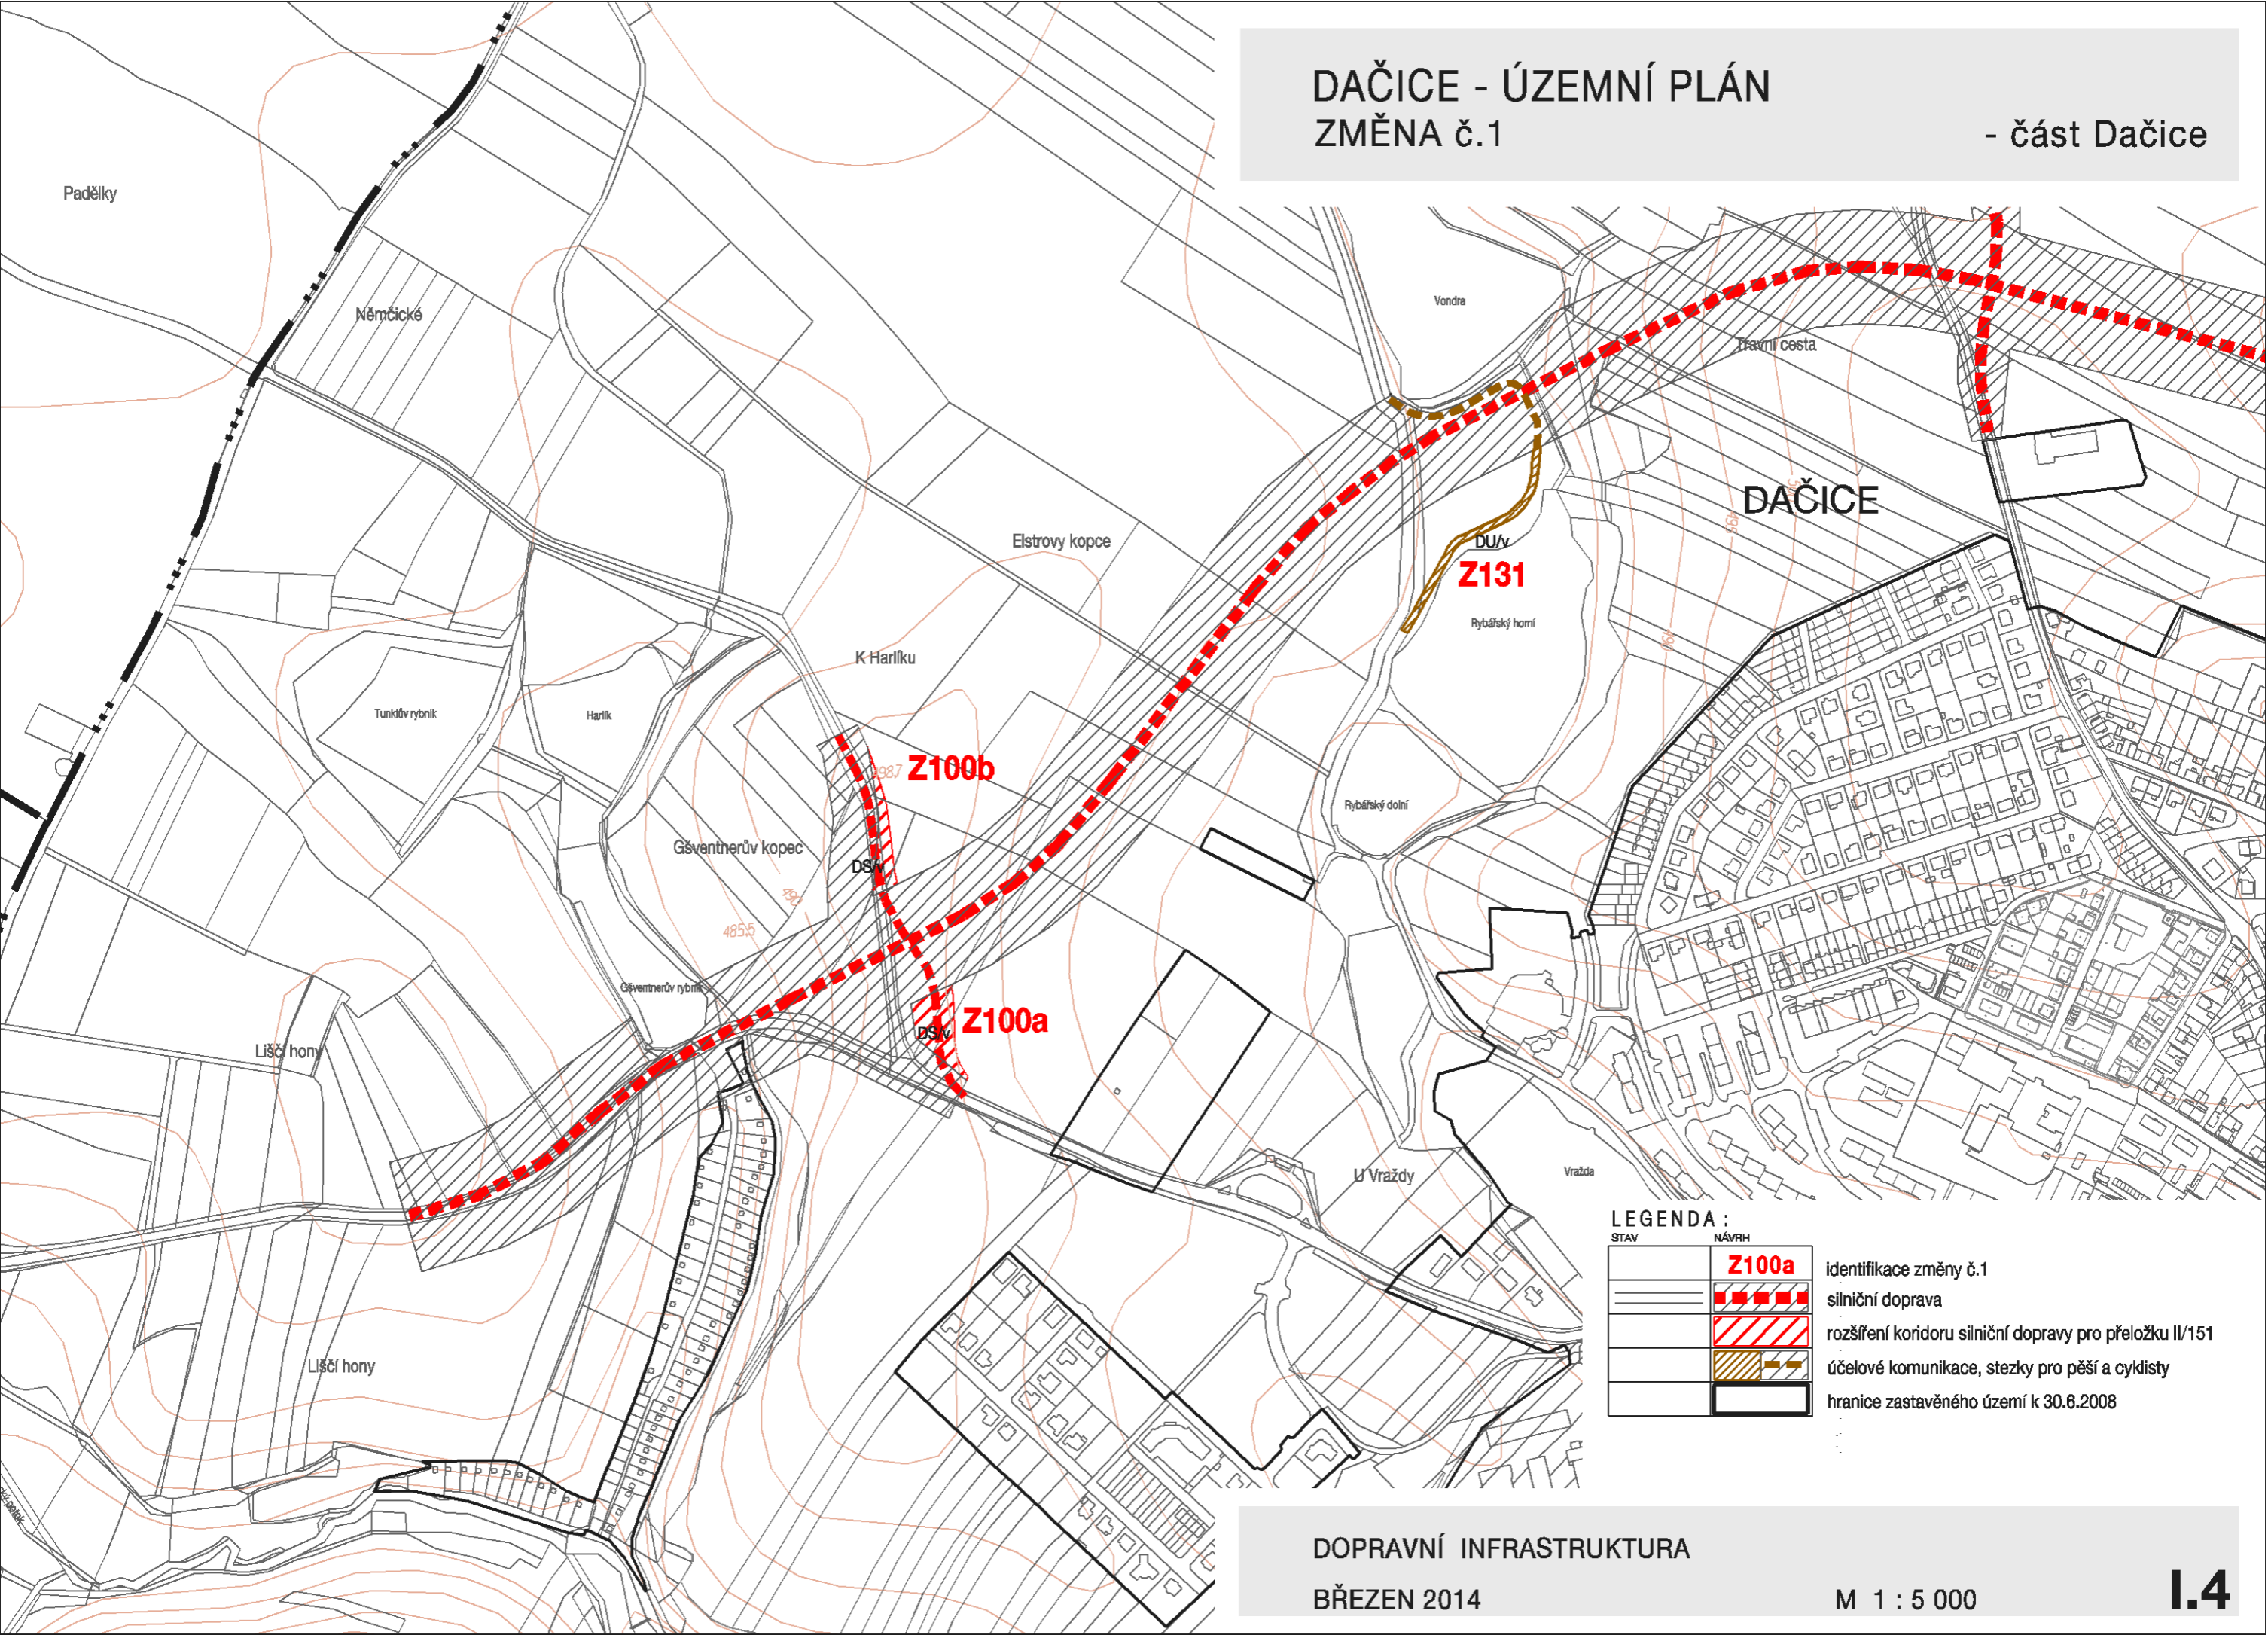 DAČICE - ÚZEMNÍ PLÁN
ZMĚNA č.1
- část Dačice
Padělky
Němčické
Vondra
Travní cesta
DAČICE
Elstrovy kopce
DU/v
Z131
Rybářský horní
K Harlíku
Tunklův rybník
Harlík
Z100b
Rybářský dolní
Gšventnerův kopec
DS/v
490
485.5
Gšventnerův rybník
Z100a
DS/v
Liščí hony
U Vraždy
Vražda
Liščí hony
LEGENDA :
STAV NÁVRH
Z100a identifikace změny č.1
silniční doprava
rozšíření koridoru silniční dopravy pro přeložku II/151
účelové komunikace, stezky pro pěší a cyklisty
hranice zastavěného území k 30.6.2008
DOPRAVNÍ INFRASTRUKTURA
BŘEZEN 2014
M 1 : 5 000
I.4